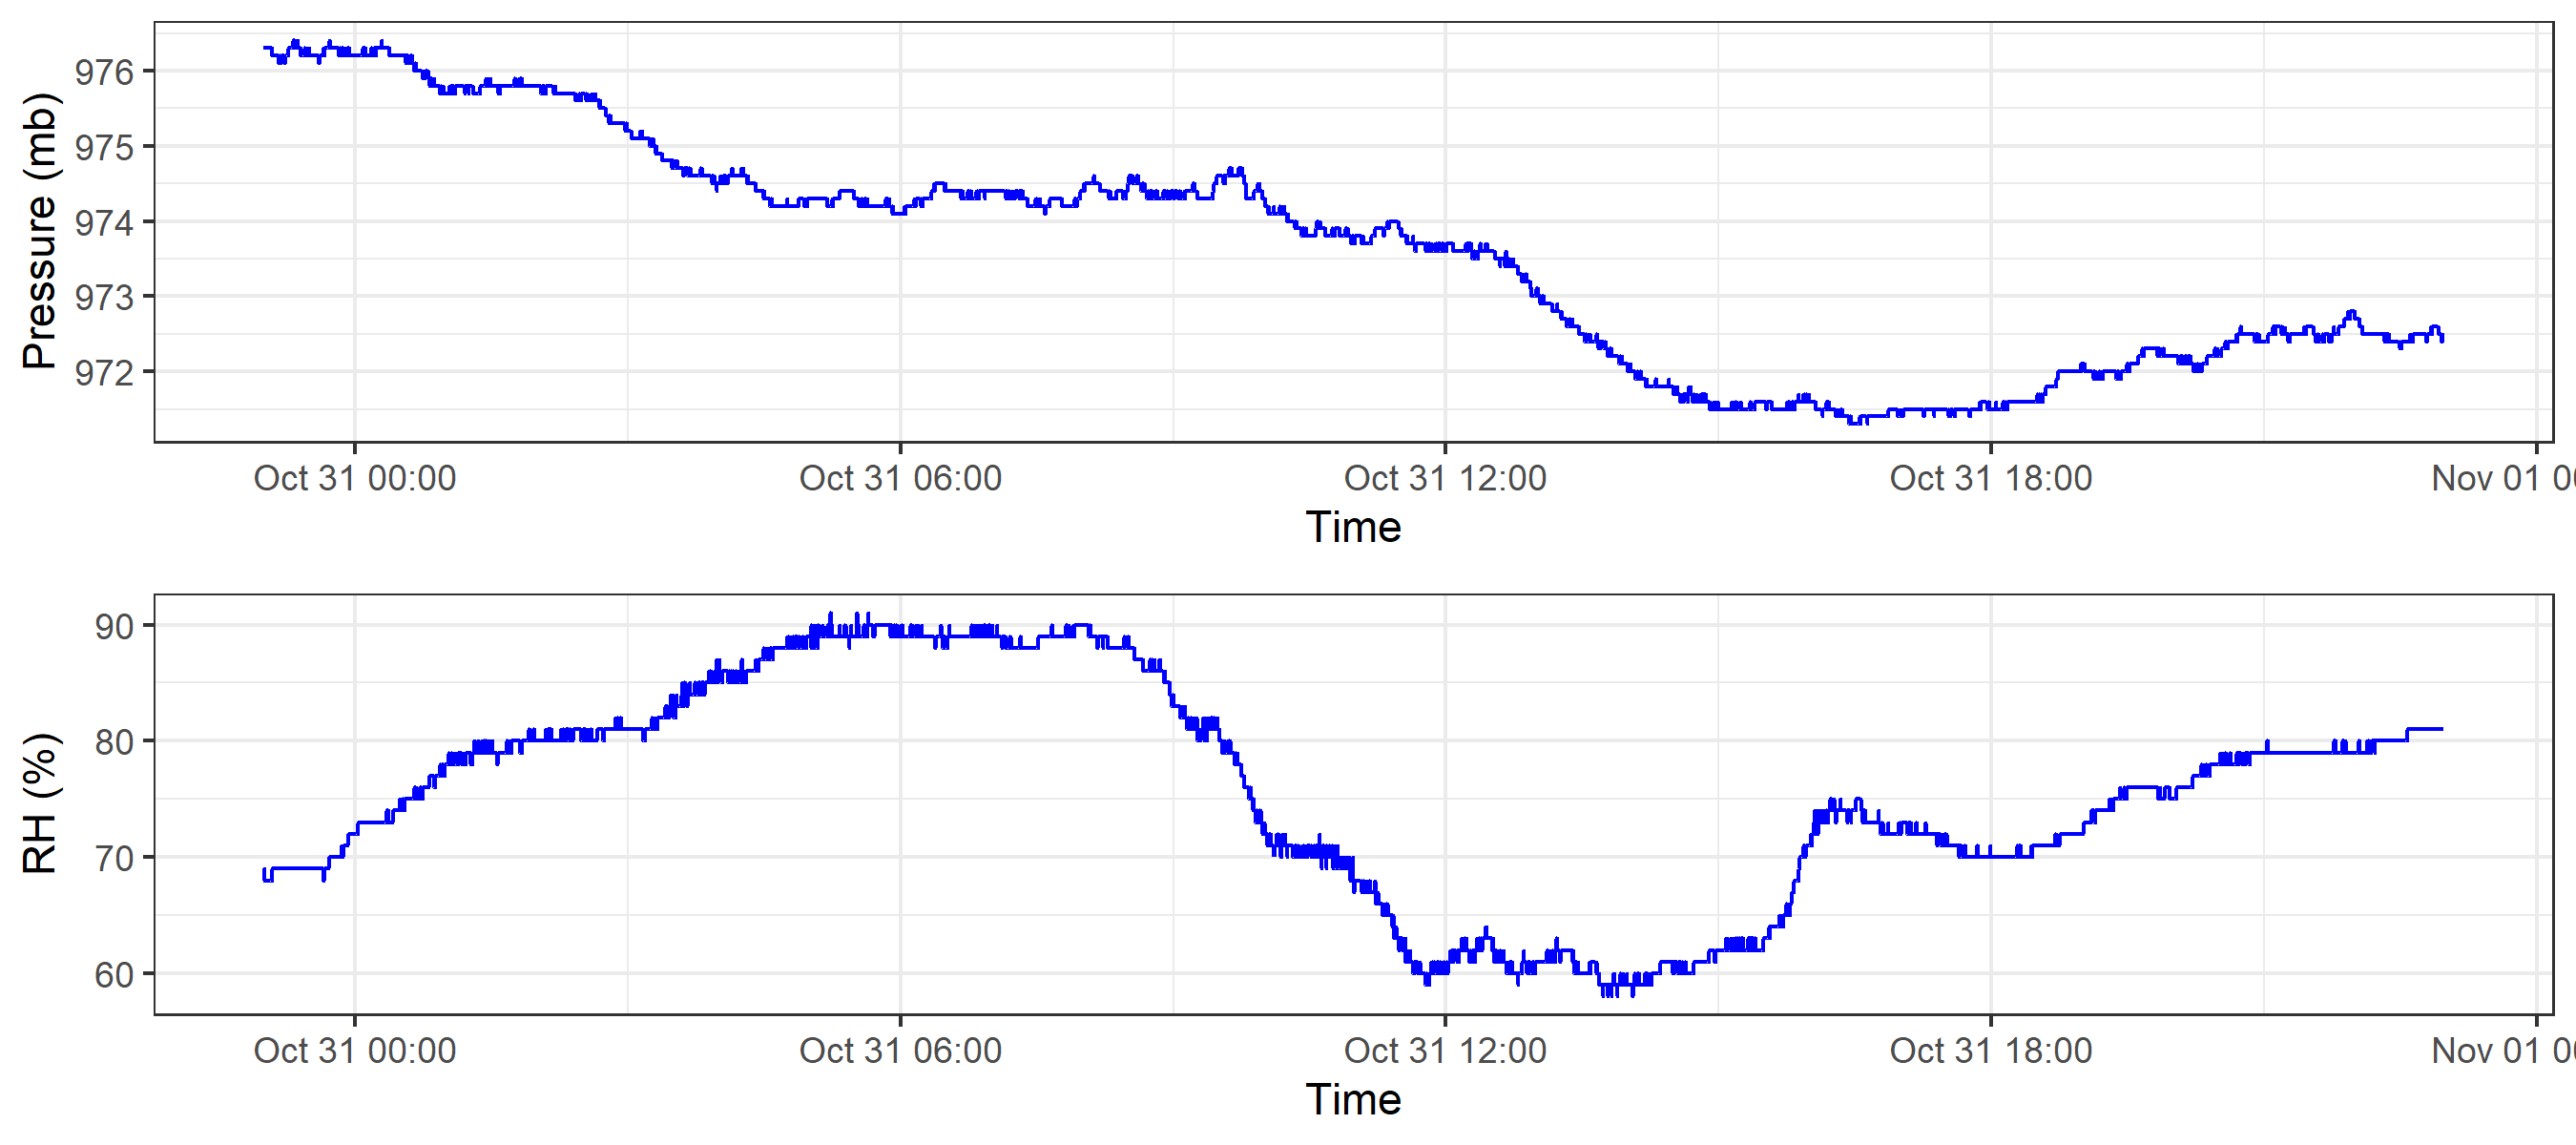 Pressure (mb)
976
975
974
973
972
Oct 31 00:00
Oct 31 06:00
Oct 31 12:00
Oct 31 18:00
Nov 01 00
Time
RH (%)
90
80
70
60
Oct 31 00:00
Oct 31 06:00
Oct 31 12:00
Oct 31 18:00
Nov 01 00
Time